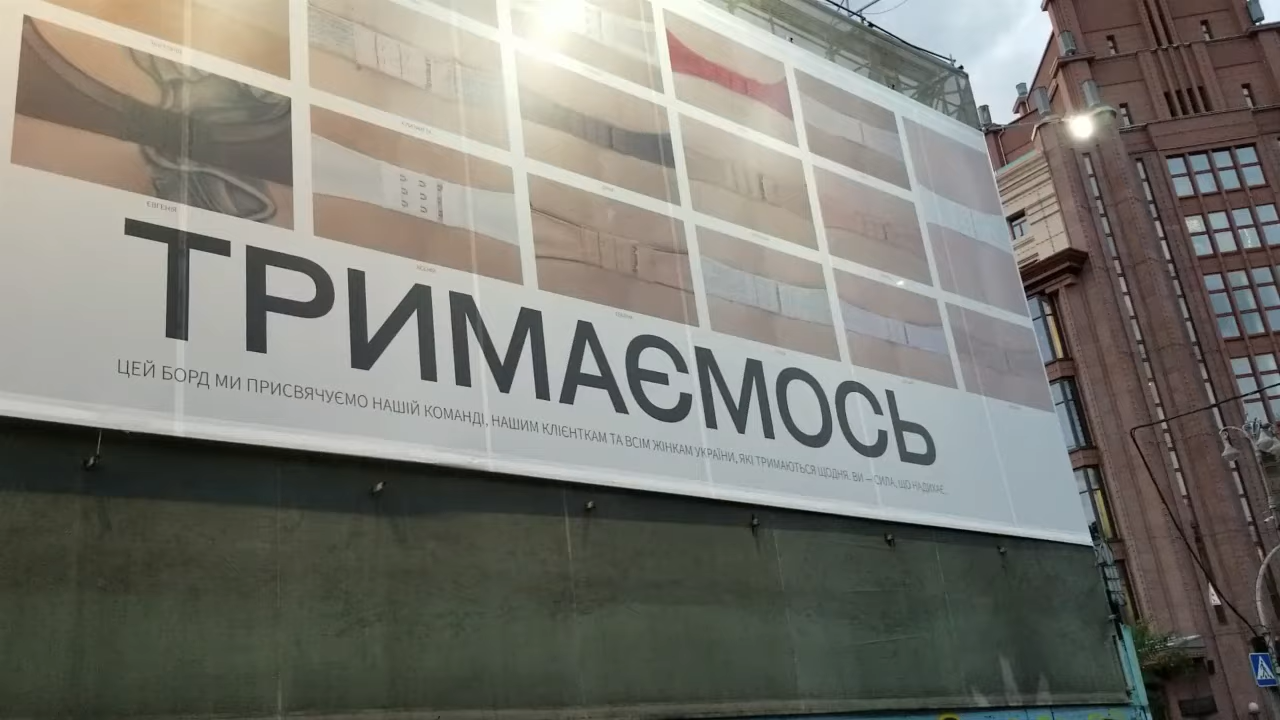 ЄВГЕНІЯ
ТРИМАЄМОСЬ
ЦЕЙ БОРД МИ ПРИСВЯЧУЄМО НАШІЙ КОМАНДІ, НАШИМ КЛІЄНТКАМ ТА ВСІМ ЖІНКАМ УКРАЇНИ, ЯКІ ТРИМАЮТЬСЯ ЩОДНЯ. ВИ — СИЛА, ЩО НАДИХАЄ.